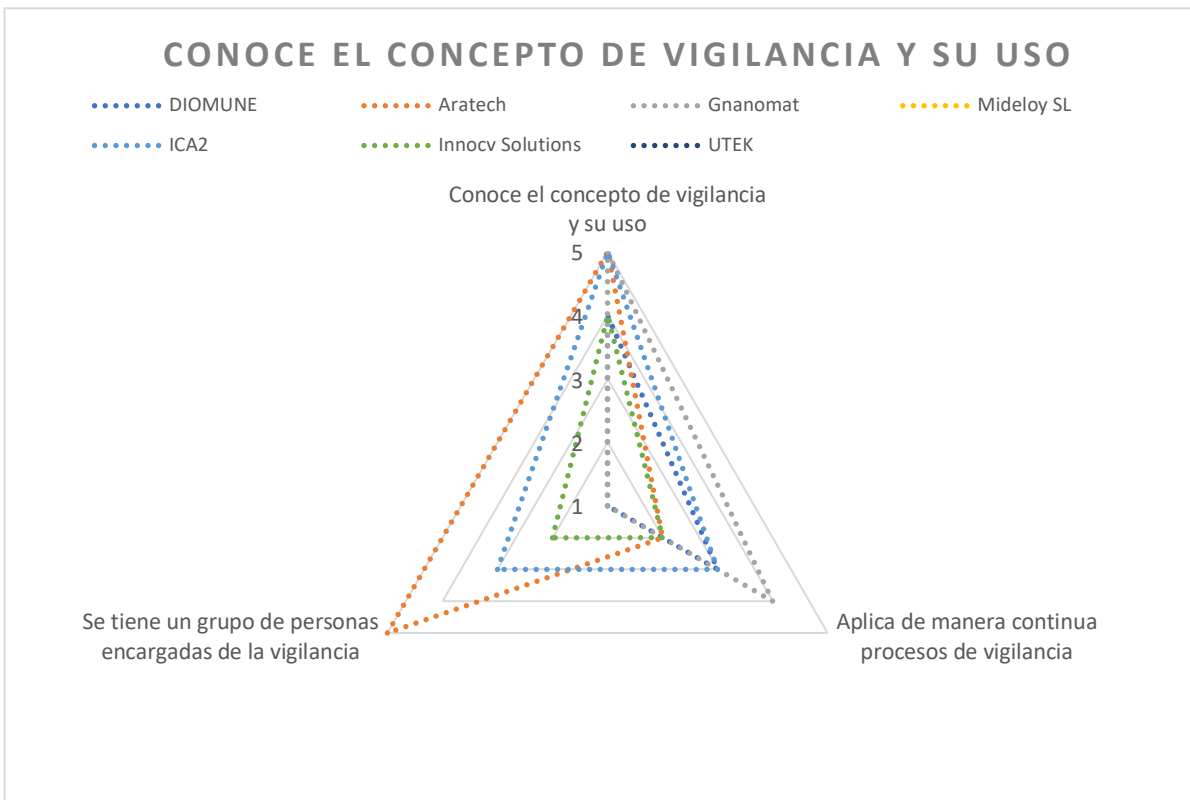 CONOCE EL CONCEPTO DE VIGILANCIA Y SU USO
DIOMUNE Aratech Gnanomat Mideloy SL
ICA2 Innocv Solutions UTEK
Conoce el concepto de vigilancia
y su uso
5
4
3
2
1
Se tiene un grupo de personas
encargadas de la vigilancia
Aplica de manera continua
procesos de vigilancia